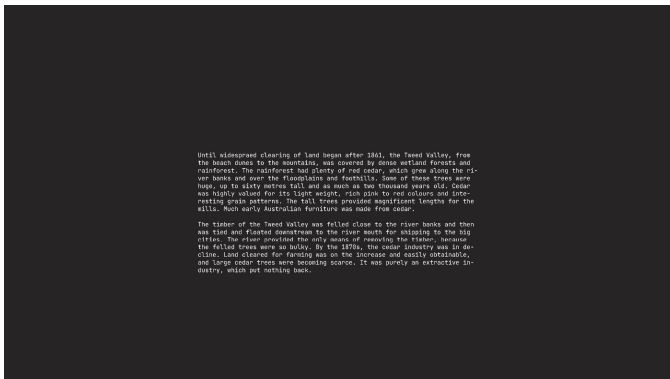 Until widespraed clearing of land began after 1861, the Tweed Valley, from
the beach dunes to the mountains, was covered by dense wetland forests and
rainforest. The rainforest had plenty of red cedar, which grew along the ri-
ver banks and over the floodplains and foothills. Some of these trees were
huge, up to sixty metres tall and as much as two thousand years old. Cedar
was highly valued for its light weight, rich pink to red colours and inte-
resting grain patterns. The tall trees provided magnificent lengths for the
mills. Much early Australian furniture was made from cedar.

The timber of the Tweed Valley was felled close to the river banks and then
was tied and floated downstream to the river mouth for shipping to the big
cities. The river provided the only means of removing the timber, because
the felled trees were so bulky. By the 1870s, the cedar industry was in de-
cline. Land cleared for farming was on the increase and easily obtainable,
and large cedar trees were becoming scarce. It was purely an extractive in-
dustry, which put nothing back.